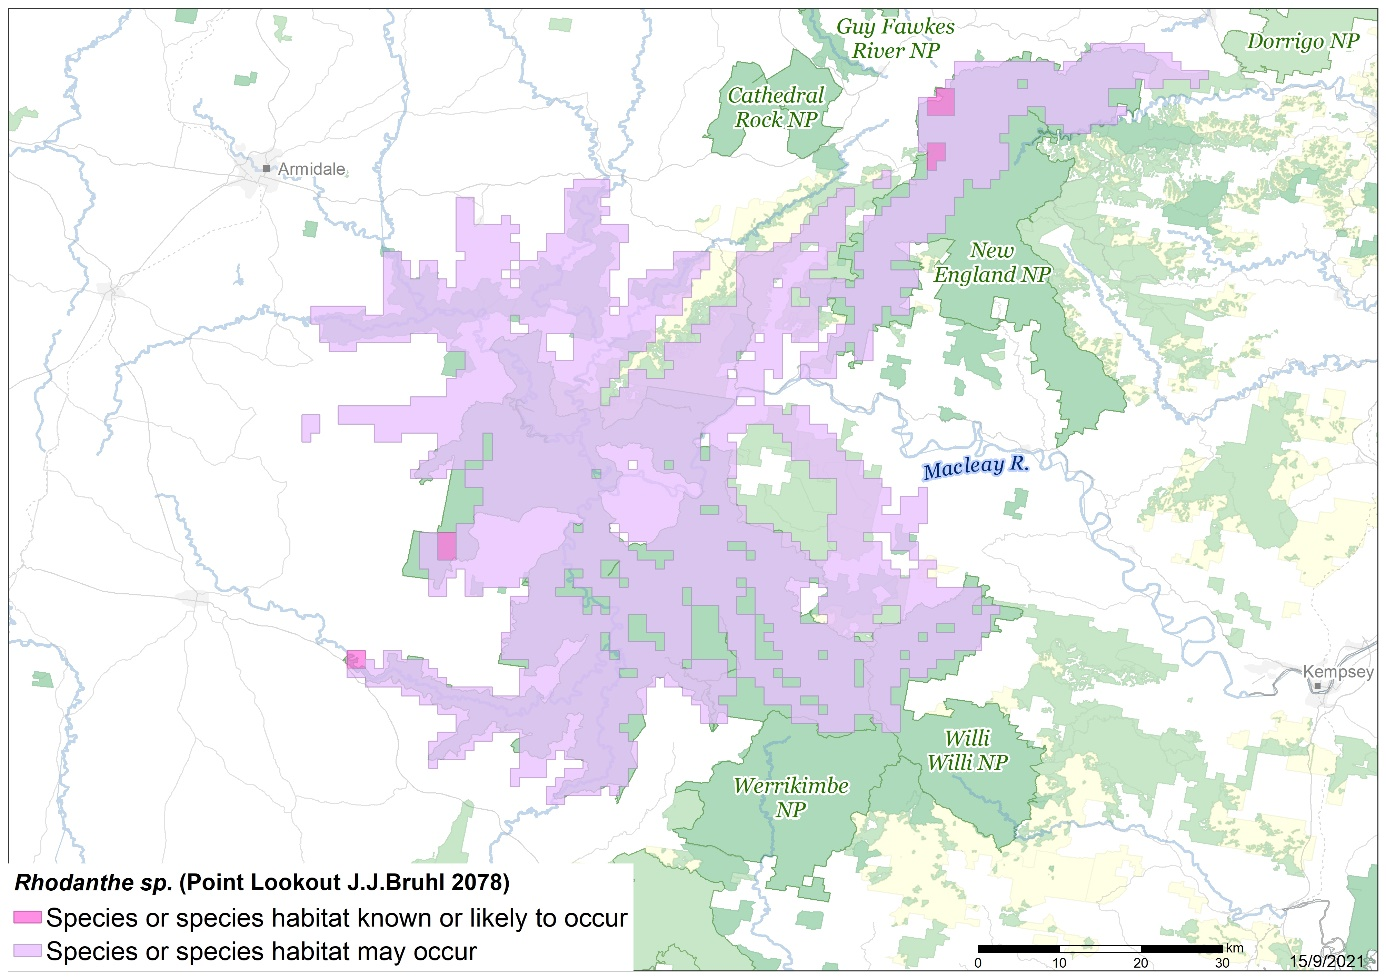 Guy Fawkes
River NP
Dorrigo NP
Cathedral
Rock NP
Armidale
New
England NP
Macleay R.
Kempsey
Willi
Willi NP
Werrikimbe
NP
Rhodanthe sp. (Point Lookout J.J.Bruhl 2078)
Species or species habitat known or likely to occur
Species or species habitat may occur
km
0 10 20 30
15/9/2021